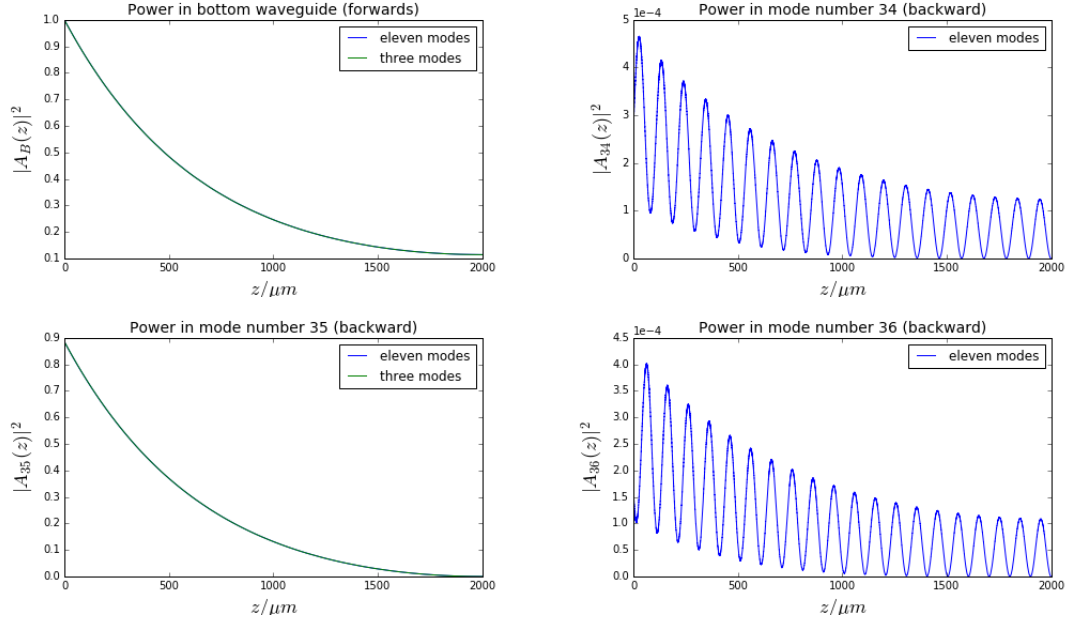 Power in bottom waveguide (forwards)
1.0
0.9
0.8
0.7
0.6
0.5
0.4
0.3
0.2
0.1
|A_B(z)|^2
eleven modes
three modes
0
500
1000
1500
2000
z/μm
Power in mode number 34 (backward)
1e−4
5
4
3
2
1
0
|A_{34}(z)|^2
eleven modes
0
500
1000
1500
2000
z/μm
Power in mode number 35 (backward)
0.9
0.8
0.7
0.6
0.5
0.4
0.3
0.2
0.1
0.0
|A_{35}(z)|^2
eleven modes
three modes
0
500
1000
1500
2000
z/μm
Power in mode number 36 (backward)
1e−4
4.5
4.0
3.5
3.0
2.5
2.0
1.5
1.0
0.5
0.0
|A_{36}(z)|^2
eleven modes
0
500
1000
1500
2000
z/μm